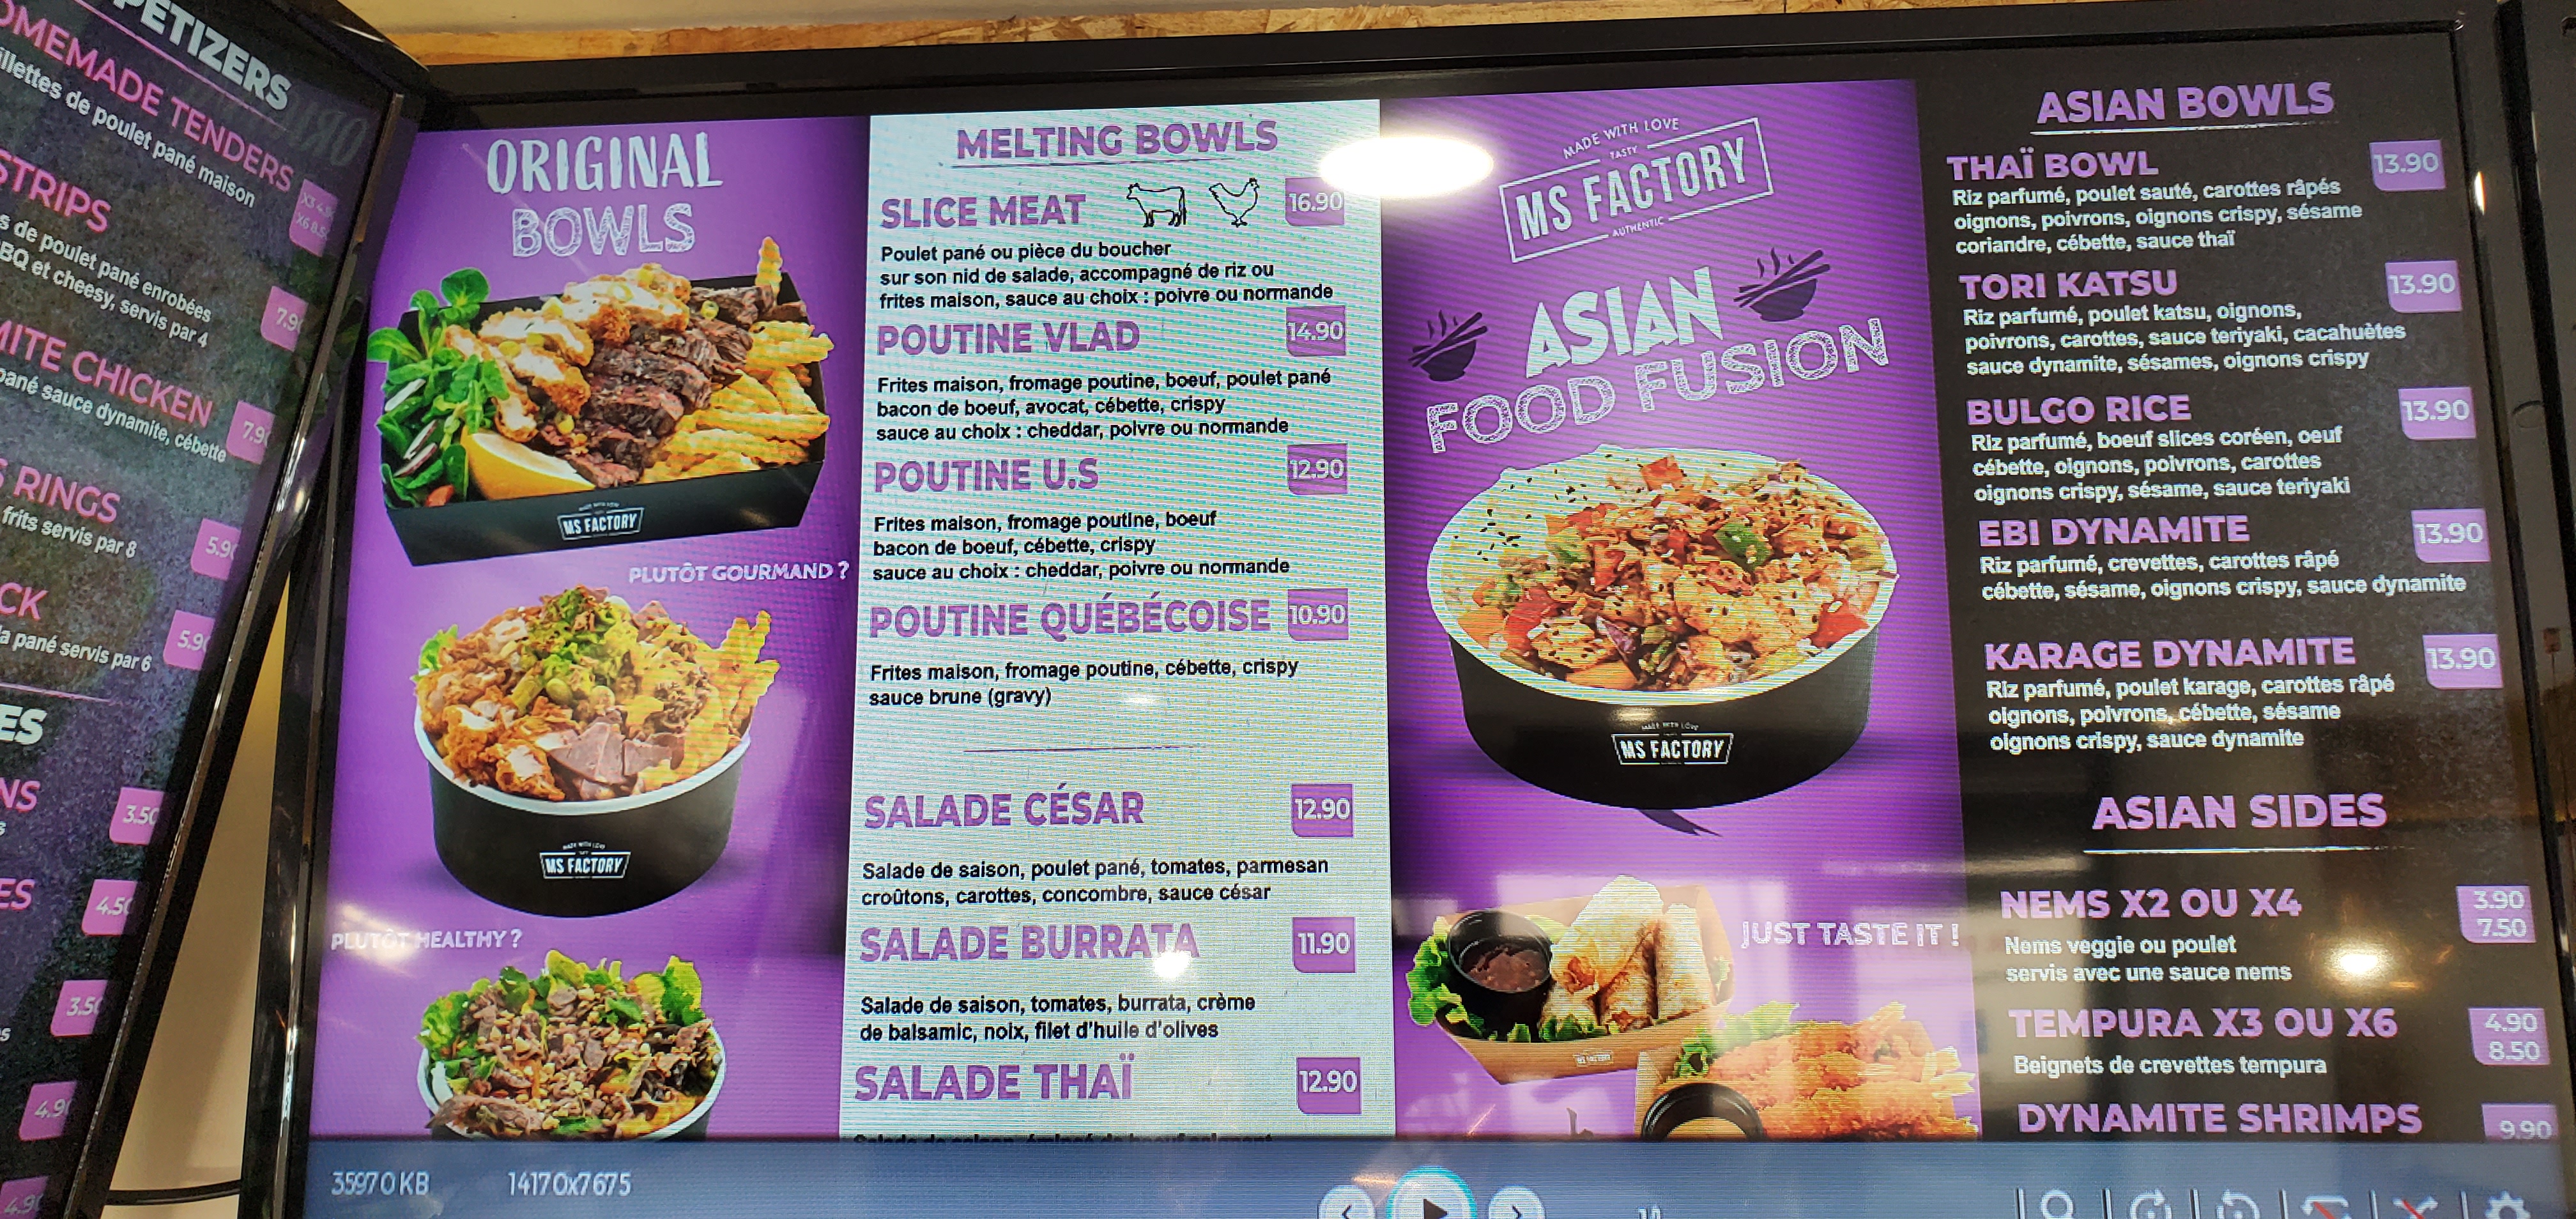 PETIZERS
OMEMADE TENDERS
illettes de poulet pané maison
X3 4.9
X6 8.5
STRIPS
s de poulet pané enrobées
BQ et cheesy, servis par 4
7.9
MITE CHICKEN
pané sauce dynamite, cébette
7.9
S RINGS
frits servis par 8
5.9
CK
la pané servis par 6
5.9
ES
NS
3.50
ES
4.50
3.50
4.9
4.9
ORIGINAL
BOWLS
MS FACTORY
PLUTÔT GOURMAND ?
MADE WITH LOVE
MS FACTORY
PLUTÔT HEALTHY ?
MELTING BOWLS
SLICE MEAT 16.90
Poulet pané ou pièce du boucher
sur son nid de salade, accompagné de riz ou
frites maison, sauce au choix : poivre ou normande
POUTINE VLAD 14.90
Frites maison, fromage poutine, boeuf, poulet pané
bacon de boeuf, avocat, cébette, crispy
sauce au choix : cheddar, poivre ou normande
POUTINE U.S 12.90
Frites maison, fromage poutine, boeuf
bacon de boeuf, cébette, crispy
sauce au choix : cheddar, poivre ou normande
POUTINE QUÉBÉCOISE 10.90
Frites maison, fromage poutine, cébette, crispy
sauce brune (gravy)
SALADE CÉSAR 12.90
Salade de saison, poulet pané, tomates, parmesan
croûtons, carottes, concombre, sauce césar
SALADE BURRATA 11.90
Salade de saison, tomates, burrata, crème
de balsamic, noix, filet d'huile d'olives
SALADE THAÏ 12.90
MADE WITH LOVE
TASTY
MS FACTORY
AUTHENTIC
ASIAN
FOOD FUSION
MADE WITH LOVE
MS FACTORY
JUST TASTE IT !
ASIAN BOWLS
THAÏ BOWL 13.90
Riz parfumé, poulet sauté, carottes râpés
oignons, poivrons, oignons crispy, sésame
coriandre, cébette, sauce thaï
TORI KATSU 13.90
Riz parfumé, poulet katsu, oignons,
poivrons, carottes, sauce teriyaki, cacahuètes
sauce dynamite, sésames, oignons crispy
BULGO RICE 13.90
Riz parfumé, boeuf slices coréen, oeuf
cébette, oignons, poivrons, carottes
oignons crispy, sésame, sauce teriyaki
EBI DYNAMITE 13.90
Riz parfumé, crevettes, carottes râpé
cébette, sésame, oignons crispy, sauce dynamite
KARAGE DYNAMITE 13.90
Riz parfumé, poulet karage, carottes râpé
oignons, poivrons, cébette, sésame
oignons crispy, sauce dynamite
ASIAN SIDES
NEMS X2 OU X4 3.90
7.50
Nems veggie ou poulet
servis avec une sauce nems
TEMPURA X3 OU X6 4.90
8.50
Beignets de crevettes tempura
DYNAMITE SHRIMPS 9.90
35970 KB 14170x7675